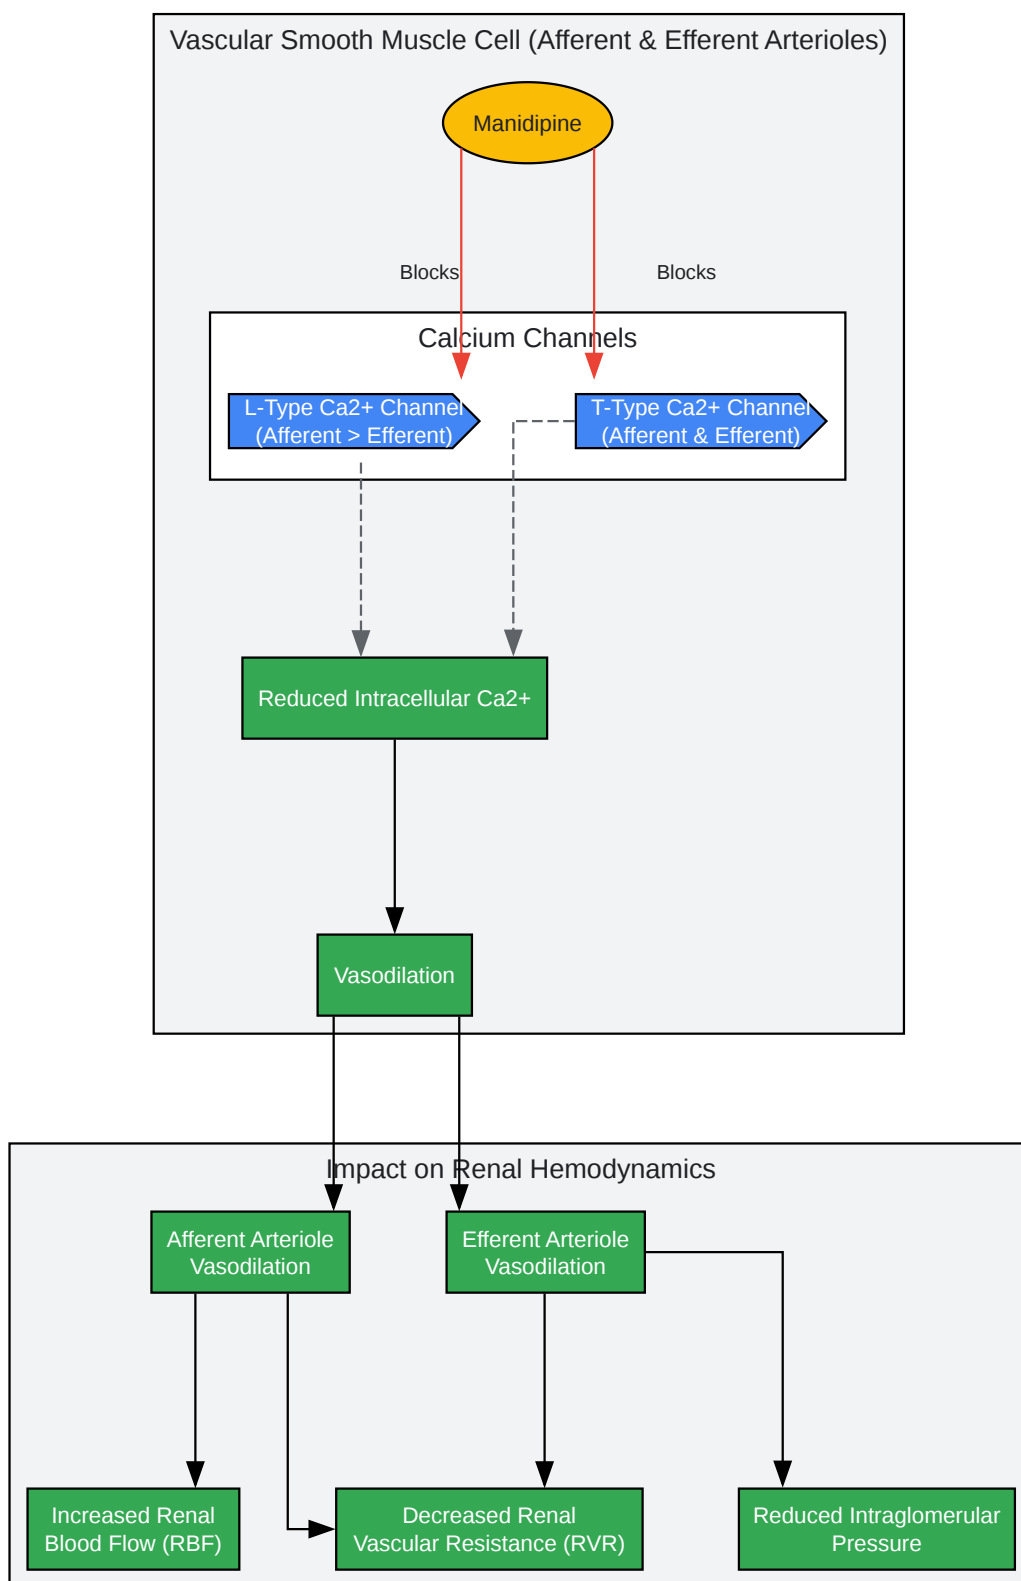 Vascular Smooth Muscle Cell (Afferent & Efferent Arterioles)
Manidipine
Blocks
Blocks
Calcium Channels
L-Type Ca2+ Channel
(Afferent > Efferent)
T-Type Ca2+ Channel
(Afferent & Efferent)
Reduced Intracellular Ca2+
Vasodilation
Impact on Renal Hemodynamics
Afferent Arteriole
Vasodilation
Efferent Arteriole
Vasodilation
Increased Renal
Blood Flow (RBF)
Decreased Renal
Vascular Resistance (RVR)
Reduced Intraglomerular
Pressure